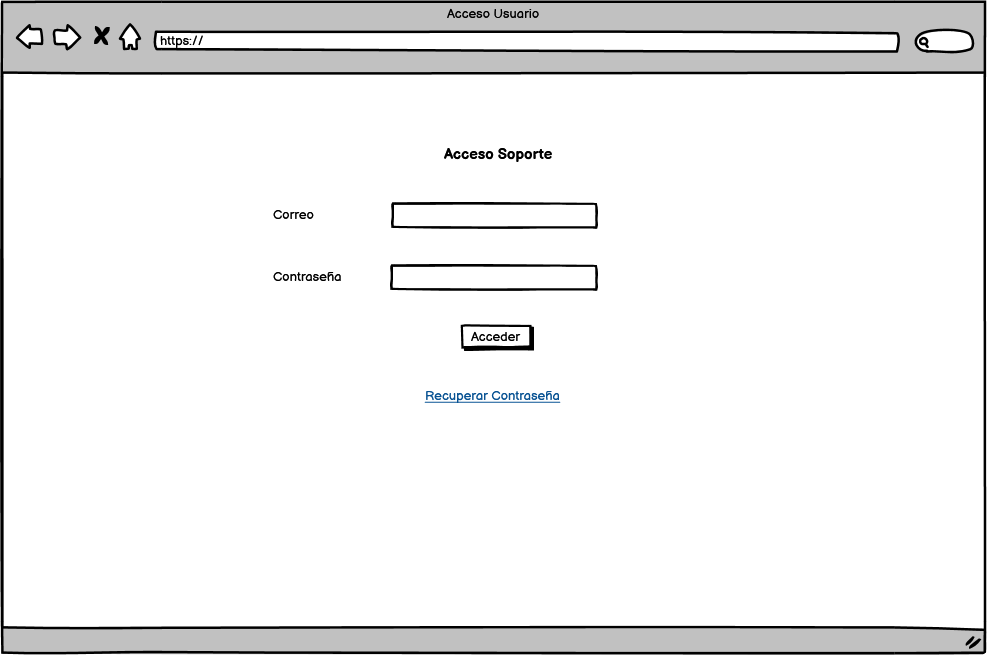 Acceso Usuario
https://
Acceso Soporte
Correo
Contraseña
Acceder
Recuperar Contraseña